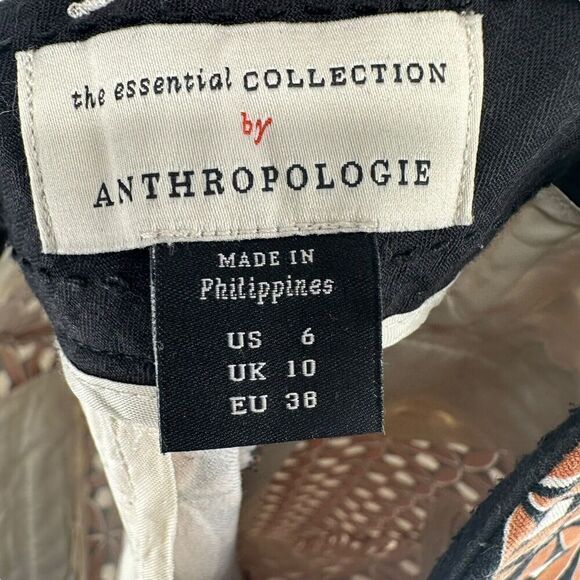 the essential COLLECTION
by
ANTHROPOLOGIE
MADE IN
Philippines
US 6
UK 10
EU 38